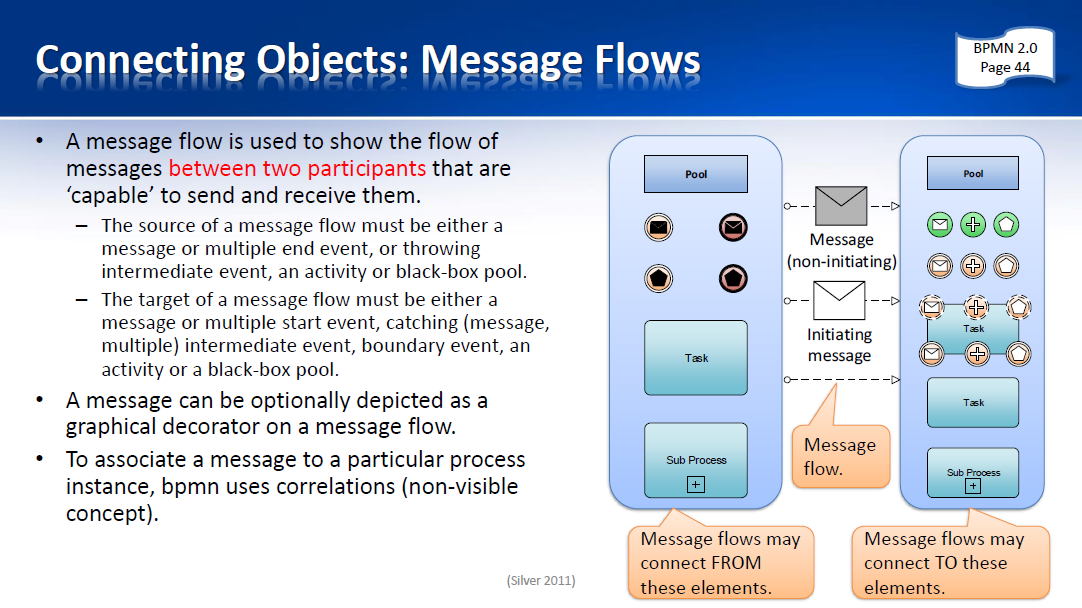 Connecting Objects: Message Flows
BPMN 2.0
Page 44
• A message flow is used to show the flow of
messages between two participants that are
‘capable’ to send and receive them.
– The source of a message flow must be either a
message or multiple end event, or throwing
intermediate event, an activity or black-box pool.
– The target of a message flow must be either a
message or multiple start event, catching (message,
multiple) intermediate event, boundary event, an
activity or a black-box pool.
• A message can be optionally depicted as a
graphical decorator on a message flow.
• To associate a message to a particular process
instance, bpmn uses correlations (non-visible
concept).
(Silver 2011)
Pool
Task
Sub Process
Message
(non-initiating)
Initiating
message
Message
flow.
Pool
Task
Task
Sub Process
Message flows may
connect FROM
these elements.
Message flows may
connect TO these
elements.